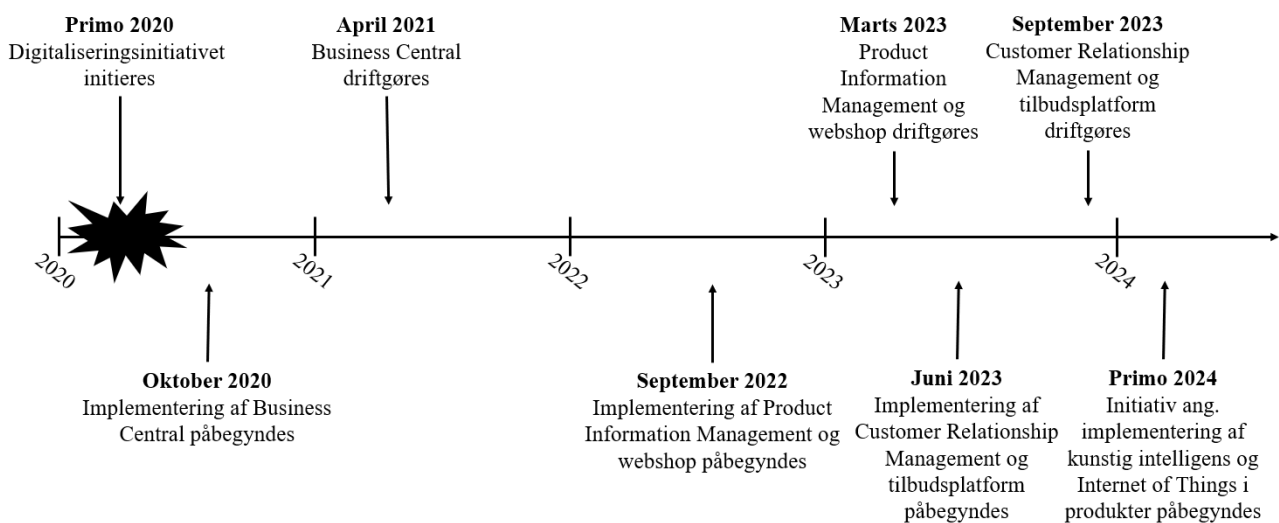 Primo 2020
Digitaliseringsinitiativet
initieres
April 2021
Business Central
driftgøres
Marts 2023
Product
Information
Management og
webshop driftgøres
September 2023
Customer Relationship
Management og
tilbudsplatform
driftgøres
2020
2021
2022
2023
2024
Oktober 2020
Implementering af Business
Central påbegyndes
September 2022
Implementering af Product
Information Management og
webshop påbegyndes
Juni 2023
Implementering af
Customer Relationship
Management og
tilbudsplatform
påbegyndes
Primo 2024
Initiativ ang.
implementering af
kunstig intelligens og
Internet of Things i
produkter påbegyndes